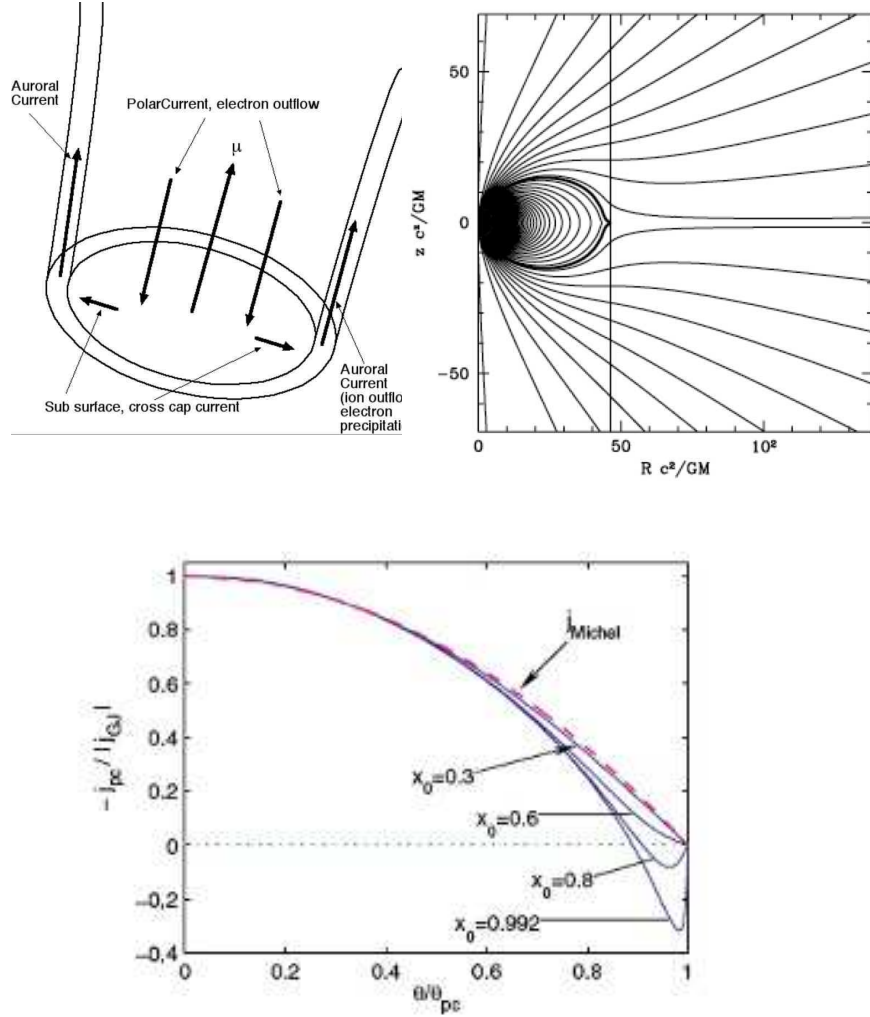 Auroral
Current
PolarCurrent, electron outflow
μ
Sub surface, cross cap current
Auroral
Current
(ion outflo
electron
precipitati
50
0
−50
z c²/GM
0
50
10²
R c²/GM
1
0.8
0.6
0.4
0.2
0
−0.2
−0.4
− j_pc / | j_GJ |
j_Michel
x_0=0.3
x_0=0.6
x_0=0.8
x_0=0.992
0
0.2
0.4
0.6
0.8
1
θ/θ_pc